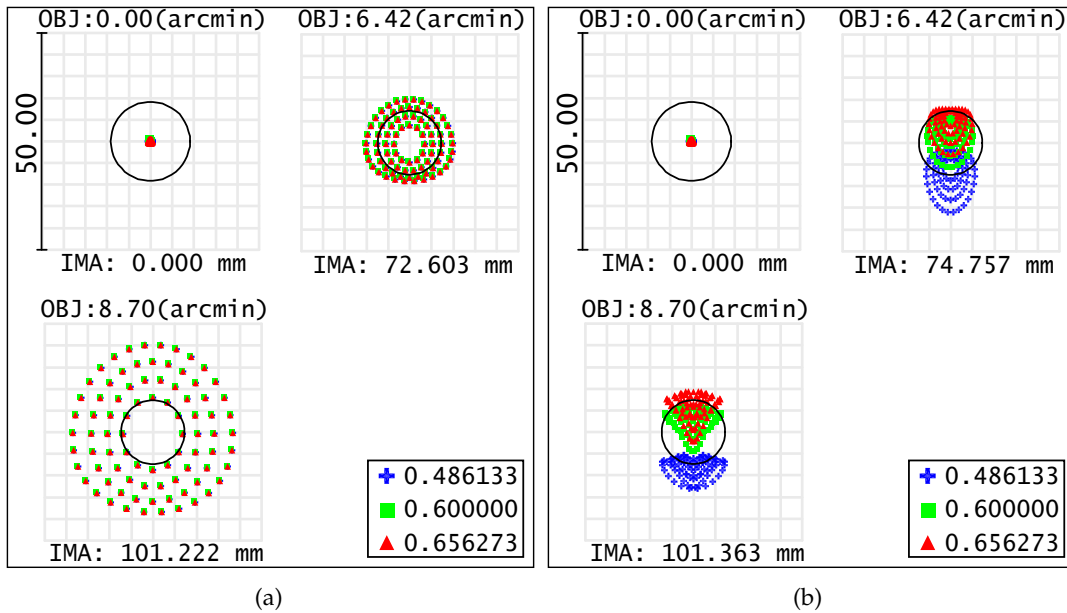 OBJ:0.00(arcmin)
OBJ:6.42(arcmin)
50.00
IMA: 0.000 mm
IMA: 72.603 mm
OBJ:8.70(arcmin)
IMA: 101.222 mm
0.486133
0.600000
0.656273
(a)
OBJ:0.00(arcmin)
OBJ:6.42(arcmin)
50.00
IMA: 0.000 mm
IMA: 74.757 mm
OBJ:8.70(arcmin)
IMA: 101.363 mm
0.486133
0.600000
0.656273
(b)